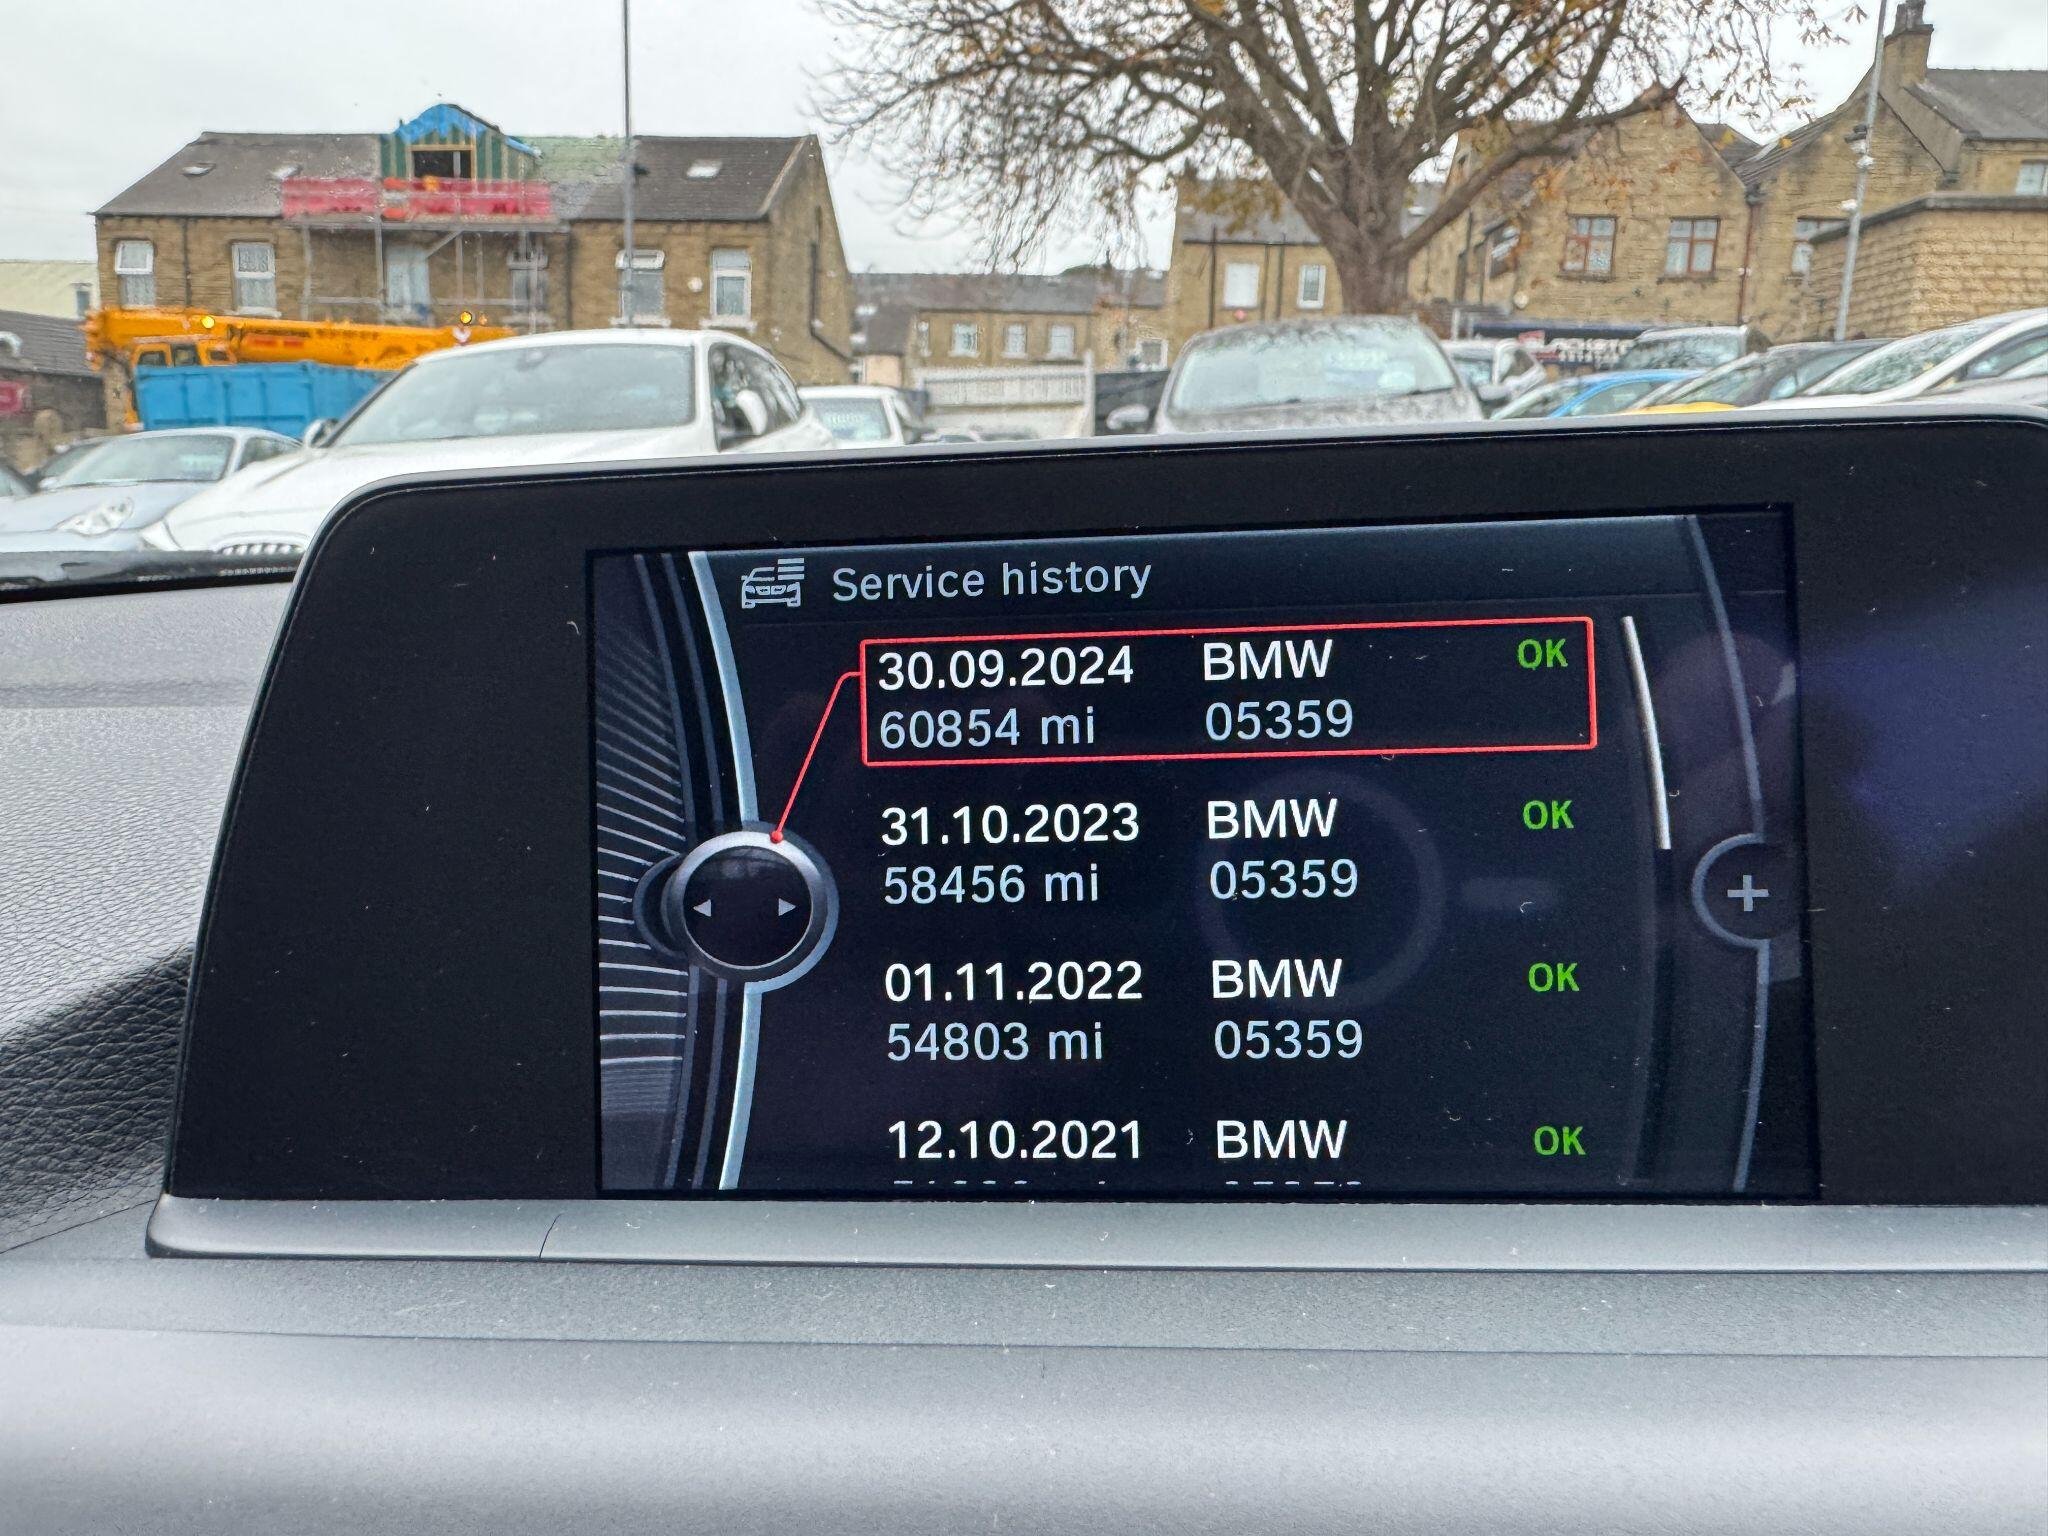 Service history
30.09.2024 BMW OK
60854 mi 05359
31.10.2023 BMW OK
58456 mi 05359
01.11.2022 BMW OK
54803 mi 05359
12.10.2021 BMW OK